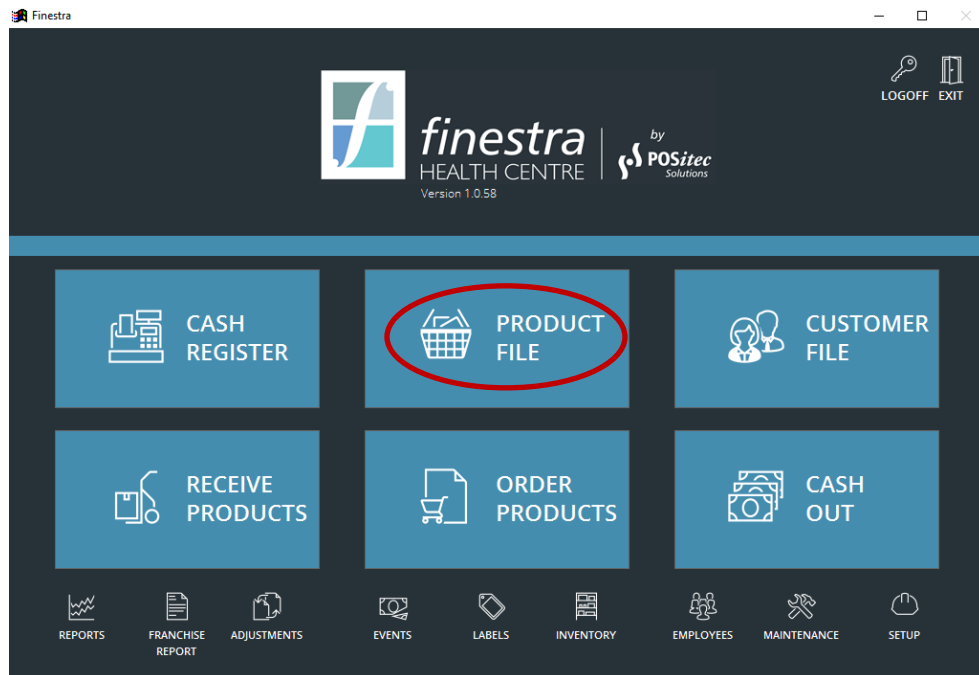 Finestra
LOGOFF EXIT
finestra
HEALTH CENTRE
by
POSitec
Solutions
Version 1.0.58
CASH
REGISTER
PRODUCT
FILE
CUSTOMER
FILE
RECEIVE
PRODUCTS
ORDER
PRODUCTS
CASH
OUT
REPORTS
FRANCHISE
REPORT
ADJUSTMENTS
EVENTS
LABELS
INVENTORY
EMPLOYEES
MAINTENANCE
SETUP